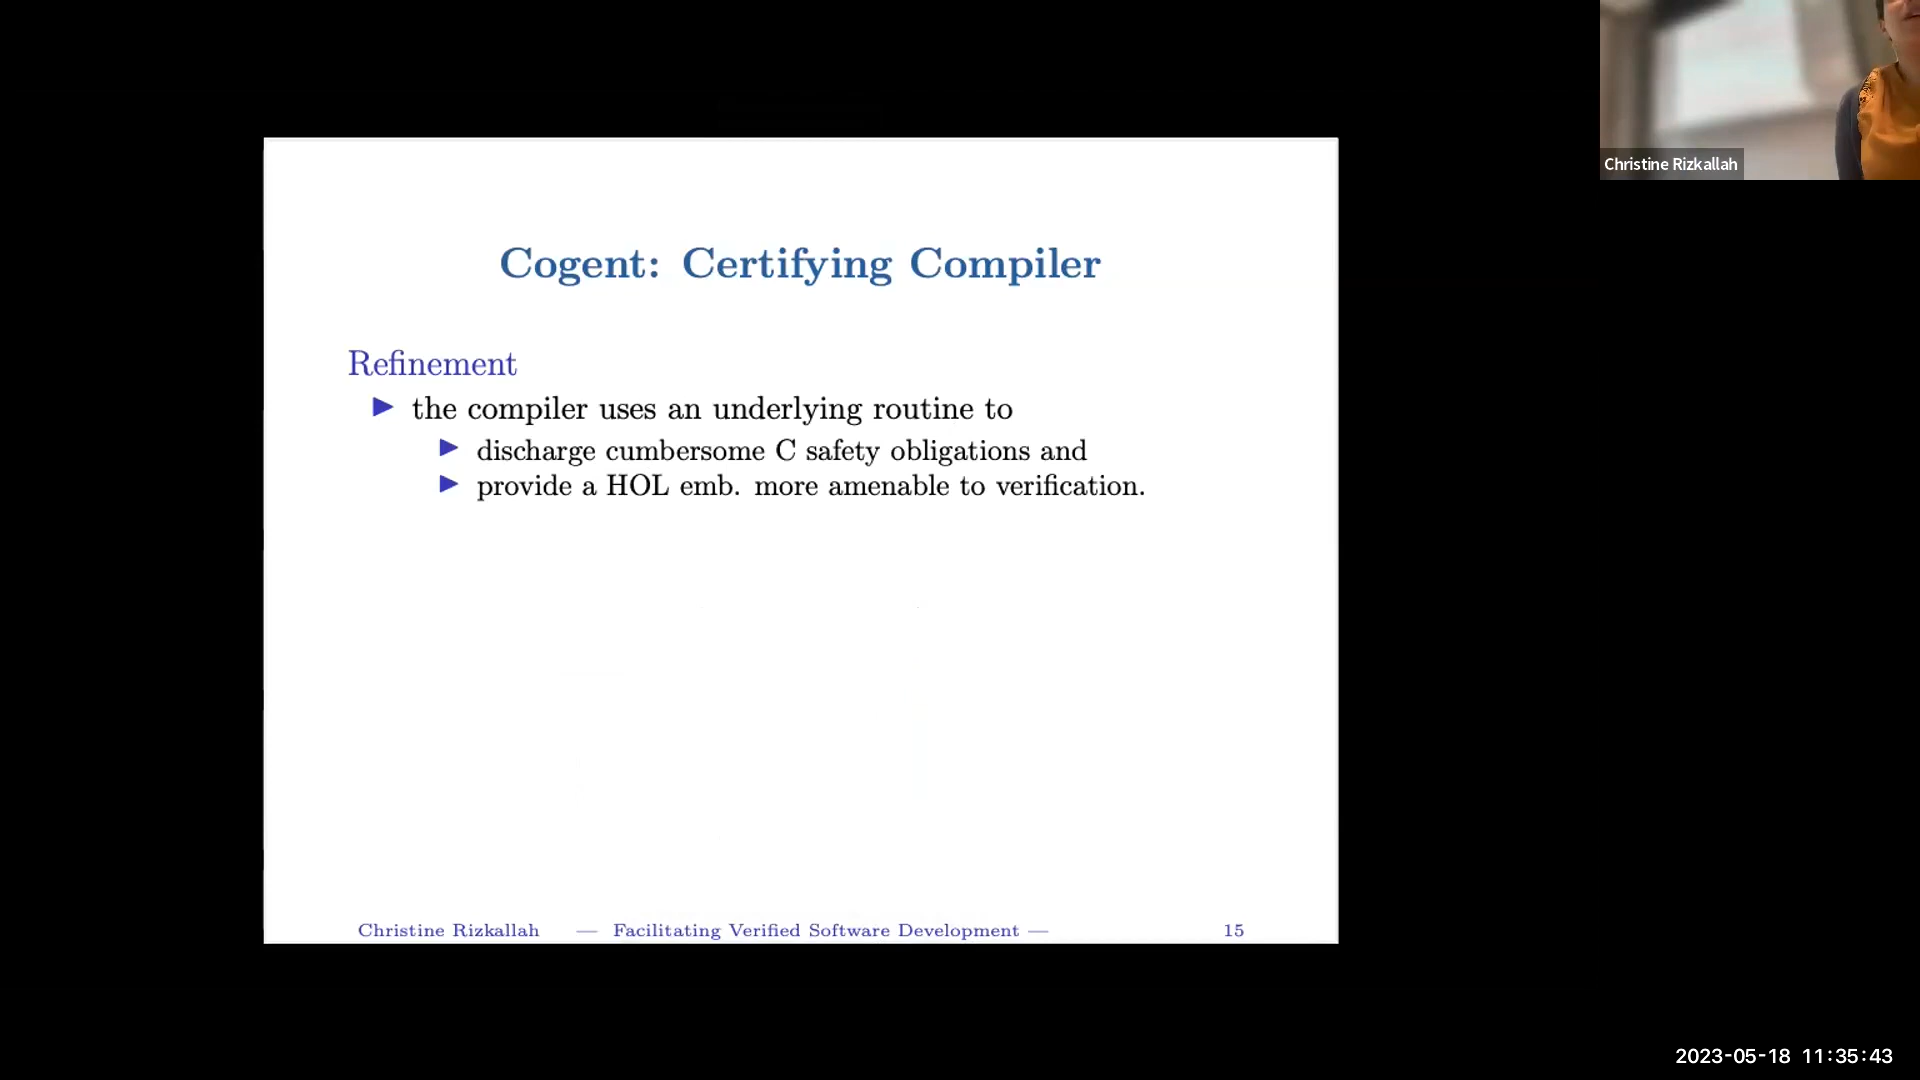 Christine Rizkallah
Cogent: Certifying Compiler
Refinement
▶ the compiler uses an underlying routine to
▶ discharge cumbersome C safety obligations and
▶ provide a HOL emb. more amenable to verification.
Christine Rizkallah — Facilitating Verified Software Development — 15
2023-05-18 11:35:43